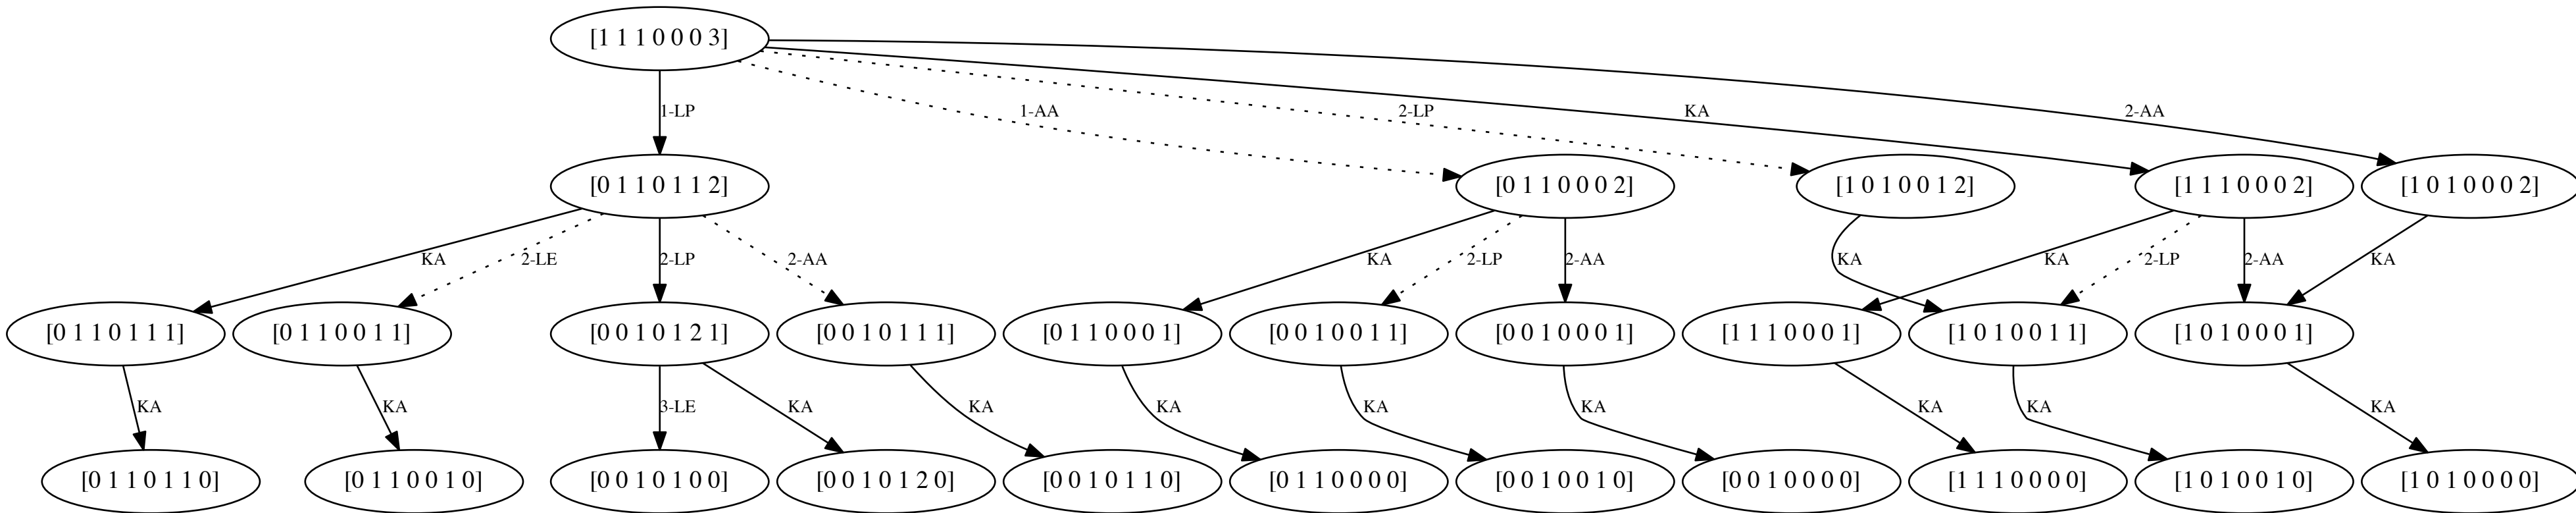 [1 1 1 0 0 0 3]
1-LP
1-AA
2-LP
KA
2-AA
[0 1 1 0 1 1 2]
[0 1 1 0 0 0 2]
[1 0 1 0 0 1 2]
[1 1 1 0 0 0 2]
[1 0 1 0 0 0 2]
KA
2-LE
2-LP
2-AA
KA
2-LP
2-AA
KA
KA
2-LP
2-AA
KA
[0 1 1 0 1 1 1]
[0 1 1 0 0 1 1]
[0 0 1 0 1 2 1]
[0 0 1 0 1 1 1]
[0 1 1 0 0 0 1]
[0 0 1 0 0 1 1]
[0 0 1 0 0 0 1]
[1 1 1 0 0 0 1]
[1 0 1 0 0 1 1]
[1 0 1 0 0 0 1]
KA
KA
3-LE
KA
KA
KA
KA
KA
KA
KA
KA
[0 1 1 0 1 1 0]
[0 1 1 0 0 1 0]
[0 0 1 0 1 0 0]
[0 0 1 0 1 2 0]
[0 0 1 0 1 1 0]
[0 1 1 0 0 0 0]
[0 0 1 0 0 1 0]
[0 0 1 0 0 0 0]
[1 1 1 0 0 0 0]
[1 0 1 0 0 1 0]
[1 0 1 0 0 0 0]